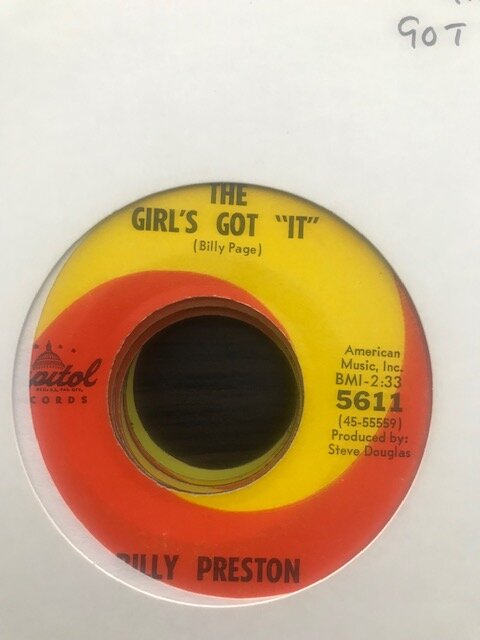 GOT
THE
GIRL'S GOT "IT"
(Billy Page)
American
Music, Inc.
BMI-2:33
5611
(45-55559)
Produced by:
Steve Douglas
BILLY PRESTON